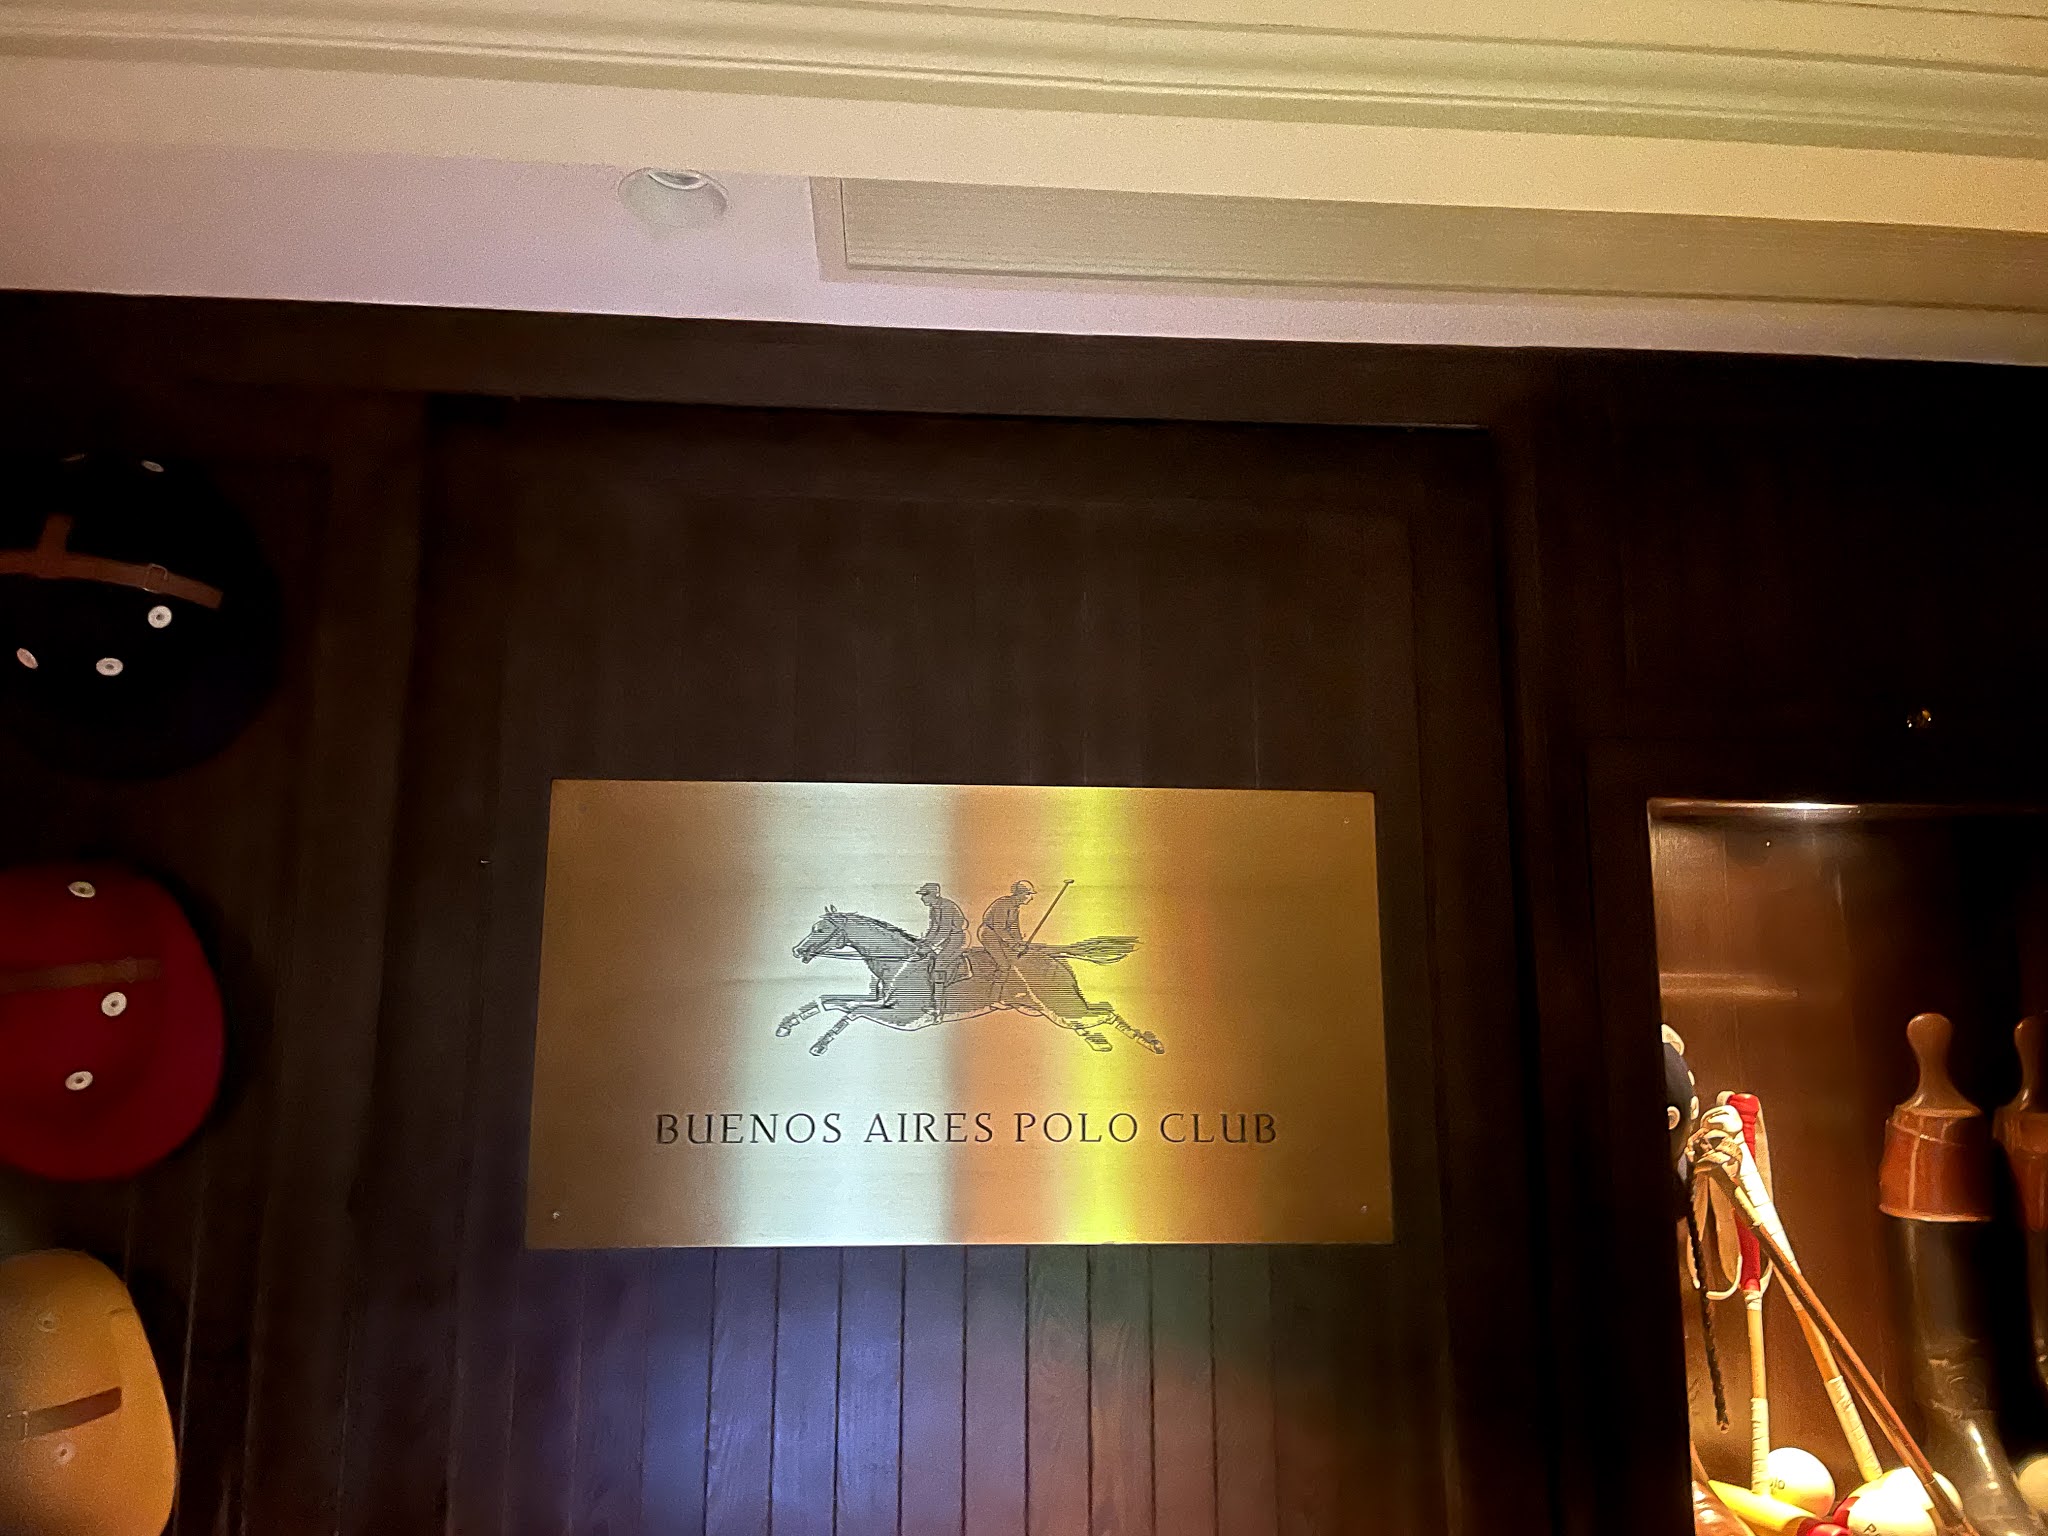 BUENOS AIRES POLO CLUB